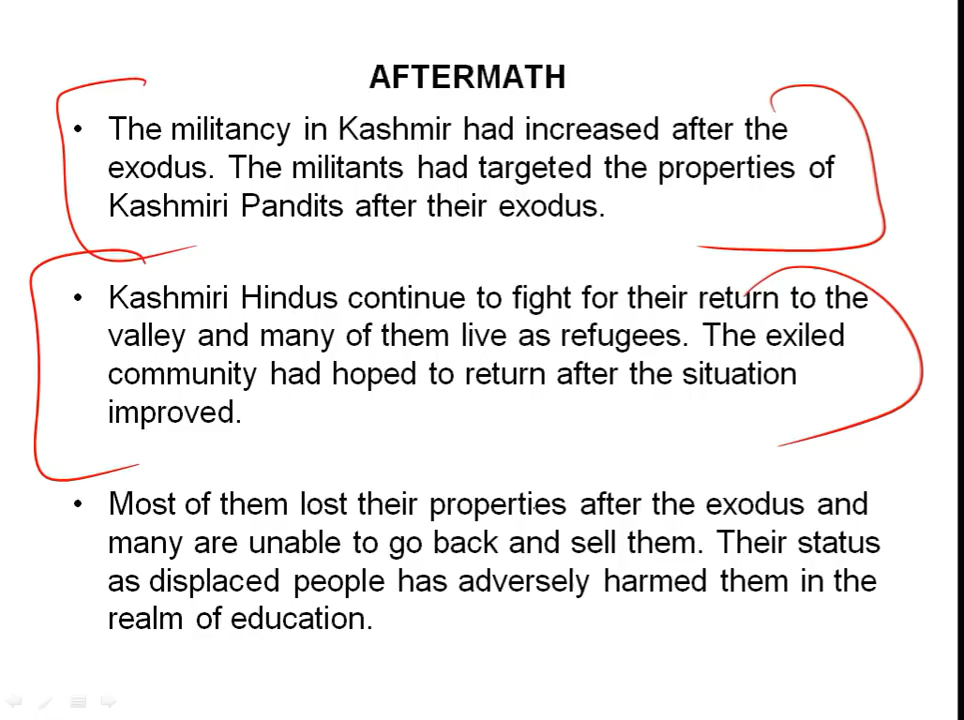 AFTERMATH
• The militancy in Kashmir had increased after the
exodus. The militants had targeted the properties of
Kashmiri Pandits after their exodus.
• Kashmiri Hindus continue to fight for their return to the
valley and many of them live as refugees. The exiled
community had hoped to return after the situation
improved.
• Most of them lost their properties after the exodus and
many are unable to go back and sell them. Their status
as displaced people has adversely harmed them in the
realm of education.